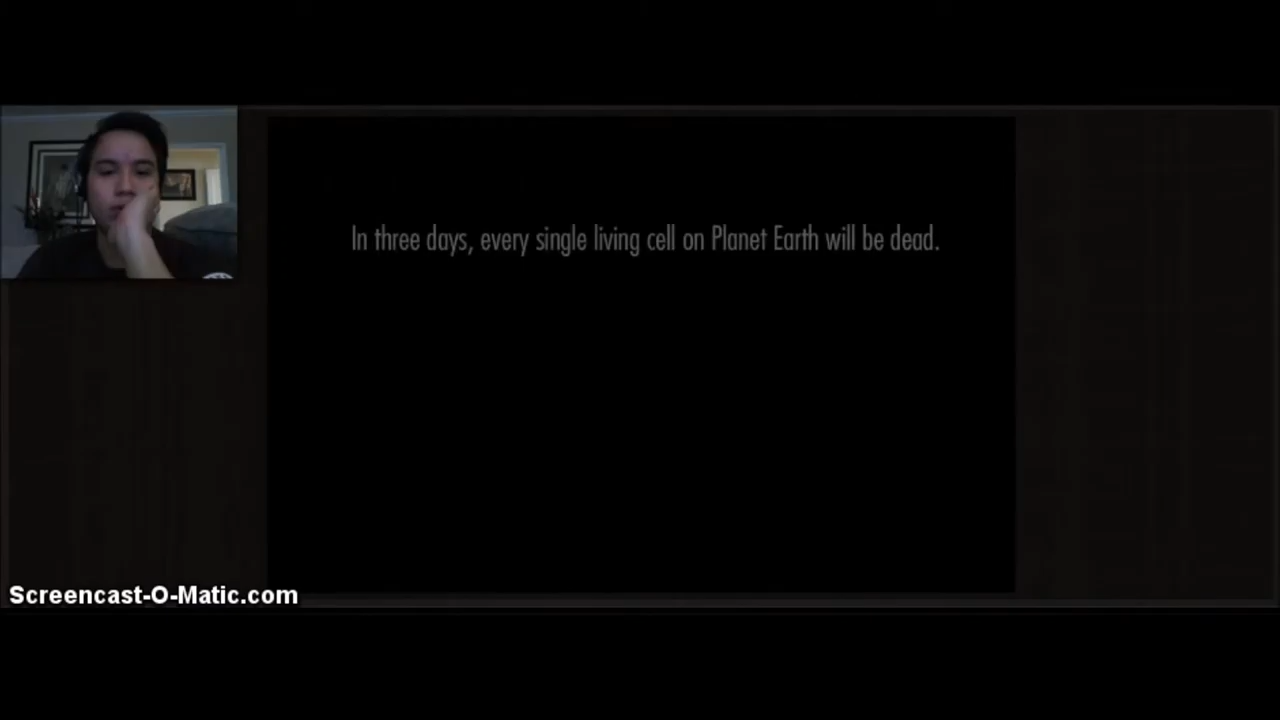 In three days, every single living cell on Planet Earth will be dead.
Screencast-O-Matic.com